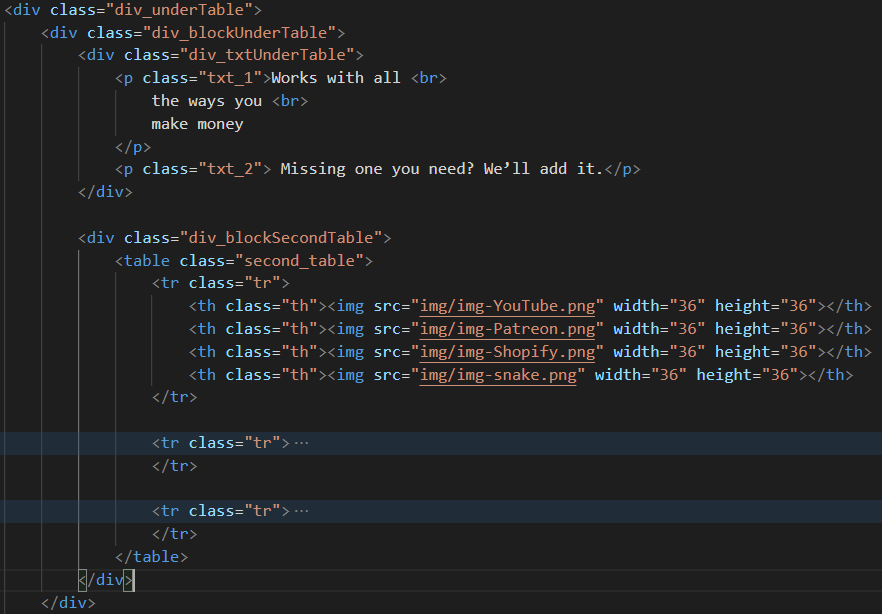 <div class="div_underTable">
    <div class="div_blockUnderTable">
        <div class="div_txtUnderTable">
            <p class="txt_1">Works with all <br>
                the ways you <br>
                make money
            </p>
            <p class="txt_2"> Missing one you need? We’ll add it.</p>
        </div>

        <div class="div_blockSecondTable">
            <table class="second_table">
                <tr class="tr">
                    <th class="th"><img src="img/img-YouTube.png" width="36" height="36"></th>
                    <th class="th"><img src="img/img-Patreon.png" width="36" height="36"></th>
                    <th class="th"><img src="img/img-Shopify.png" width="36" height="36"></th>
                    <th class="th"><img src="img/img-snake.png" width="36" height="36"></th>
                </tr>

                <tr class="tr">···
                </tr>

                <tr class="tr">···
                </tr>
            </table>
        </div>
    </div>